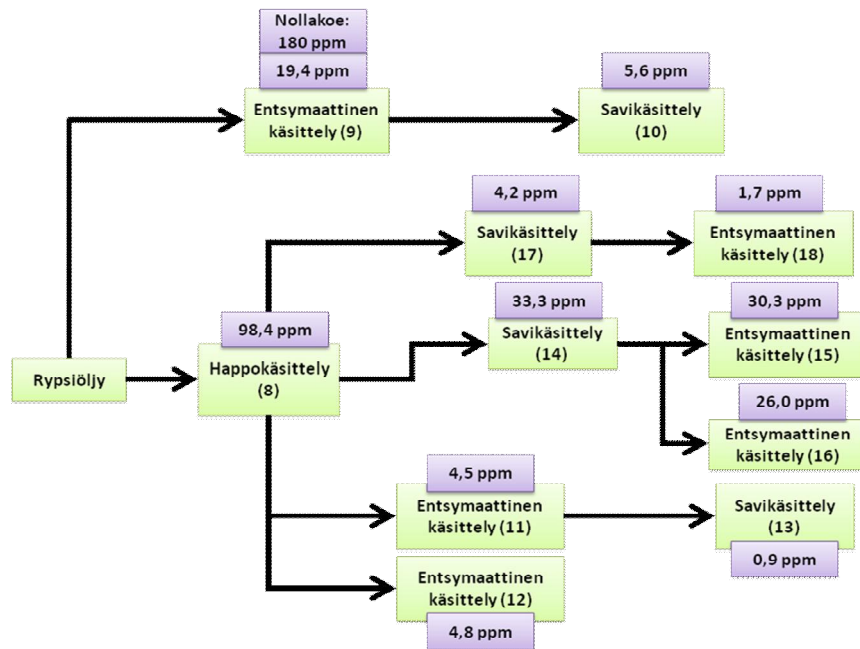 Nollakoe:
180 ppm
19,4 ppm
Entsymaattinen
käsittely (9)
5,6 ppm
Savikäsittely
(10)
4,2 ppm
Savikäsittely
(17)
1,7 ppm
Entsymaattinen
käsittely (18)
98,4 ppm
Happokäsittely
(8)
33,3 ppm
Savikäsittely
(14)
30,3 ppm
Entsymaattinen
käsittely (15)
Rypsiöljy
26,0 ppm
Entsymaattinen
käsittely (16)
4,5 ppm
Entsymaattinen
käsittely (11)
Savikäsittely
(13)
0,9 ppm
Entsymaattinen
käsittely (12)
4,8 ppm